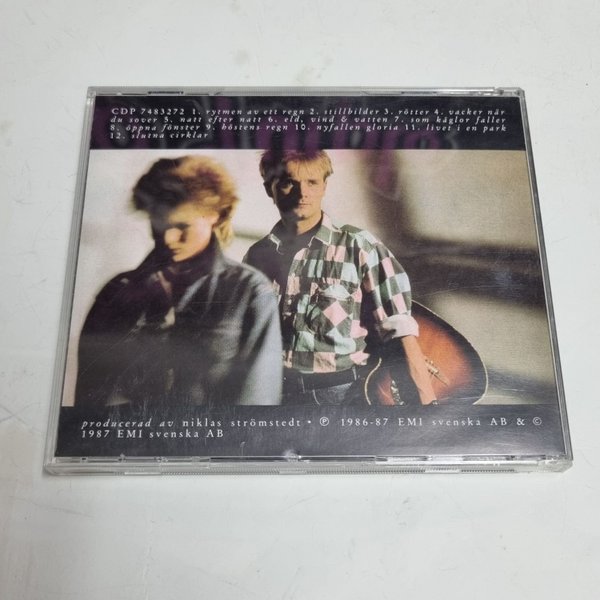 CDP 7483272 1. rytmen av ett regn 2. stillbilder 3. rötter 4. vacker när
du sover 5. natt efter natt 6. eld, vind & vatten 7. som käglor faller
8. öppna fönster 9. höstens regn 10. nyfallen gloria 11. livet i en park
12. slutna cirklar
producerad av niklas strömstedt • ℗ 1986-87 EMI svenska AB & ©
1987 EMI svenska AB